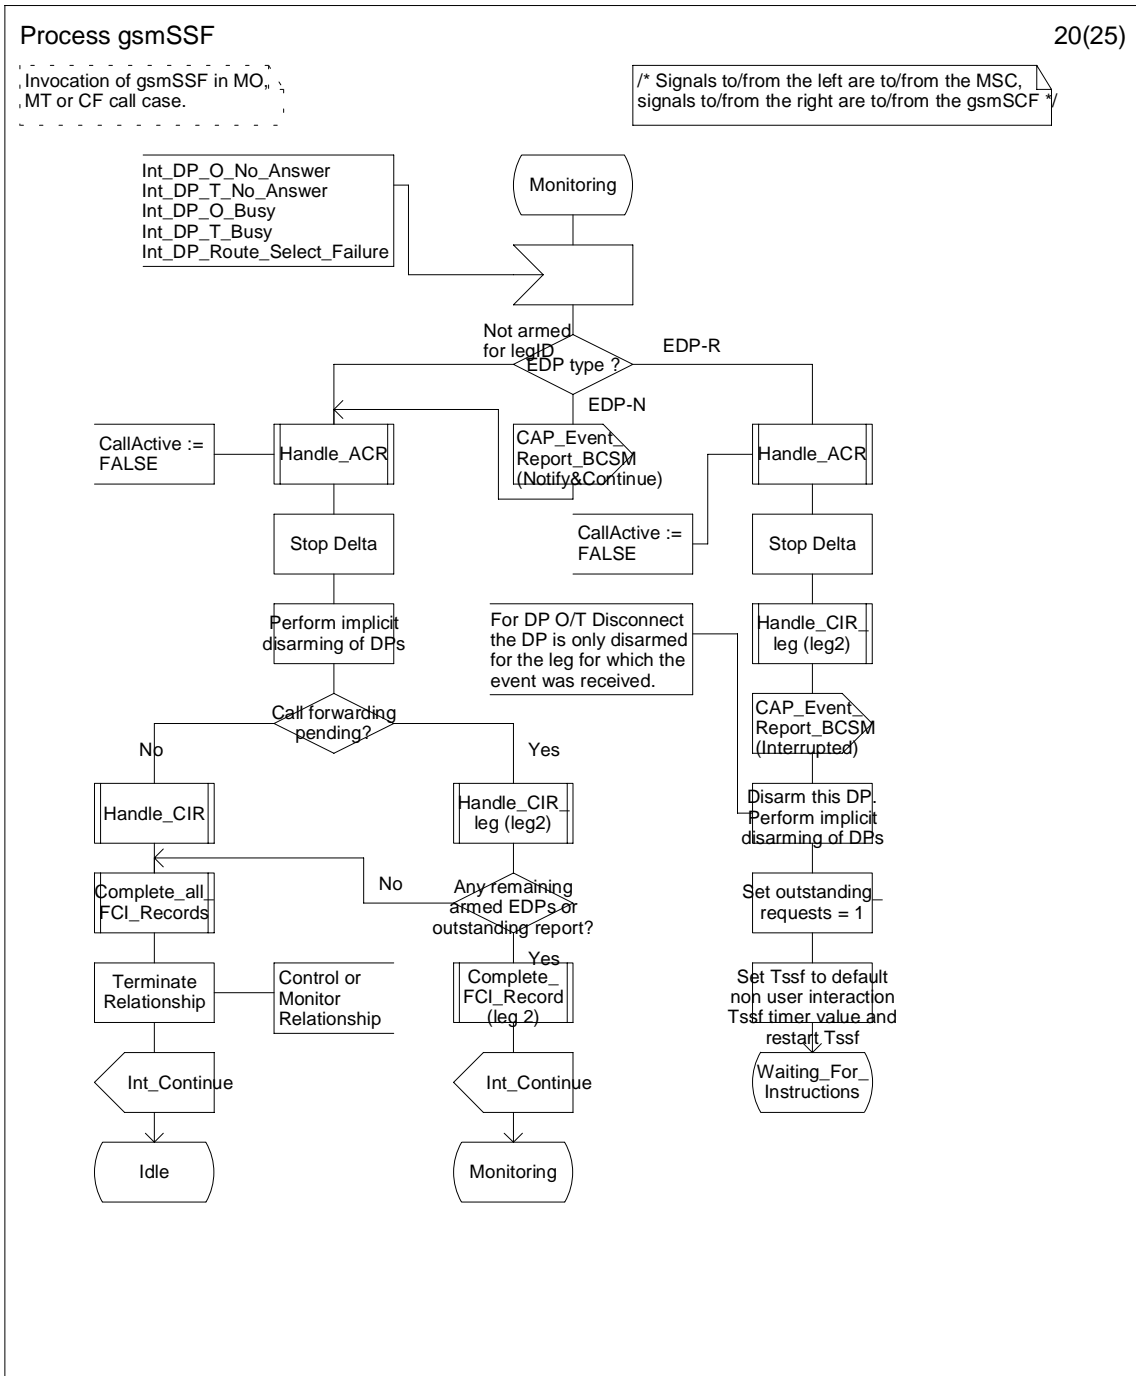 Process gsmSSF
20(25)
Invocation of gsmSSF in MO,
MT or CF call case.
/* Signals to/from the left are to/from the MSC,
signals to/from the right are to/from the gsmSCF */
Int_DP_O_No_Answer
Int_DP_T_No_Answer
Int_DP_O_Busy
Int_DP_T_Busy
Int_DP_Route_Select_Failure
Monitoring
Not armed
for legID
EDP type ?
EDP-R
EDP-N
CallActive :=
FALSE
Handle_ACR
CAP_Event_
Report_BCSM
(Notify&Continue)
Handle_ACR
Stop Delta
CallActive :=
FALSE
Stop Delta
Perform implicit
disarming of DPs
For DP O/T Disconnect
the DP is only disarmed
for the leg for which the
event was received.
Handle_CIR_
leg (leg2)
Call forwarding
pending?
No
Yes
CAP_Event_
Report_BCSM
(Interrupted)
Handle_CIR
Handle_CIR_
leg (leg2)
Disarm this DP.
Perform implicit
disarming of DPs
Complete_all_
FCI_Records
No
Any remaining
armed EDPs or
outstanding report?
Yes
Set outstanding_
requests = 1
Terminate
Relationship
Control or
Monitor
Relationship
Complete_
FCI_Record
(leg 2)
Set Tssf to default
non user interaction
Tssf timer value and
restart Tssf
Int_Continue
Int_Continue
Waiting_For_
Instructions
Idle
Monitoring